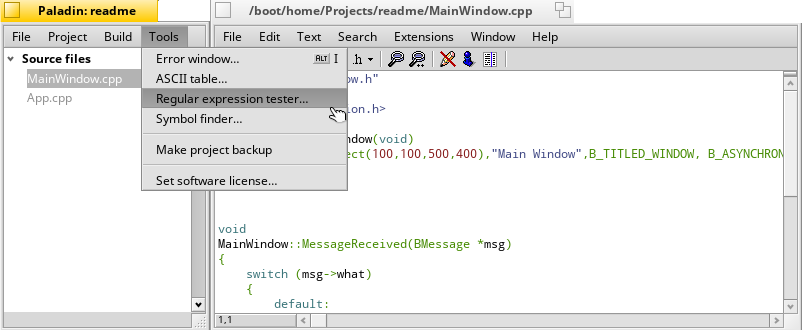 Paladin: readme
File Project Build Tools
Source files
MainWindow.cpp
App.cpp
Error window... ALT I
ASCII table...
Regular expression tester...
Symbol finder...
Make project backup
Set software license...
/boot/home/Projects/readme/MainWindow.cpp
File Edit Text Search Extensions Window Help
.h
ow.h"
ion.h>
ndow(void)
ect(100,100,500,400),"Main Window",B_TITLED_WINDOW, B_ASYNCHRON
void
MainWindow::MessageReceived(BMessage *msg)
{
switch (msg->what)
{
default:
1,1